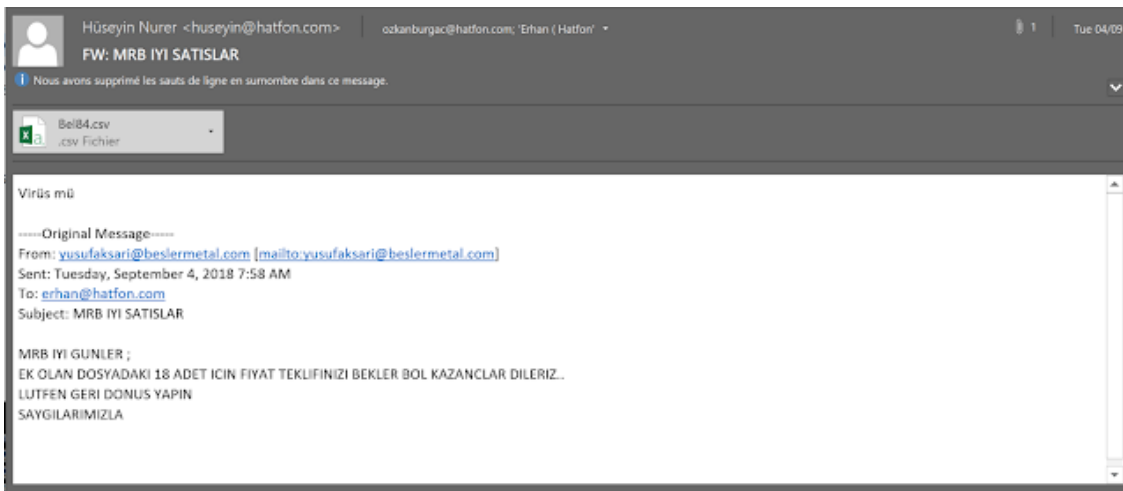 Hüseyin Nurer <huseyin@hatfon.com> ozkanburgac@hatfon.com; 'Erhan ( Hatfon' 1 Tue 04/09
FW: MRB IYI SATISLAR
Nous avons supprimé les sauts de ligne en surnombre dans ce message.
Bel84.csv
.csv Fichier
Virüs mü
-----Original Message-----
From: yusufaksari@beslermetal.com [mailto:yusufaksari@beslermetal.com]
Sent: Tuesday, September 4, 2018 7:58 AM
To: erhan@hatfon.com
Subject: MRB IYI SATISLAR
MRB IYI GUNLER ;
EK OLAN DOSYADAKI 18 ADET ICIN FIYAT TEKLIFINIZI BEKLER BOL KAZANCLAR DILERIZ..
LUTFEN GERI DONUS YAPIN
SAYGILARIMIZLA